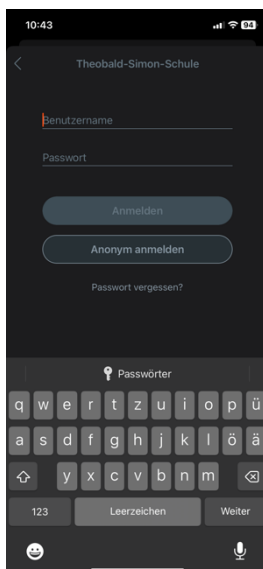 10:43
94
Theobald-Simon-Schule
Benutzername
Passwort
Anmelden
Anonym anmelden
Passwort vergessen?
Passwörter
q w e r t z u i o p ü
a s d f g h j k l ö ä
y x c v b n m
123 Leerzeichen Weiter